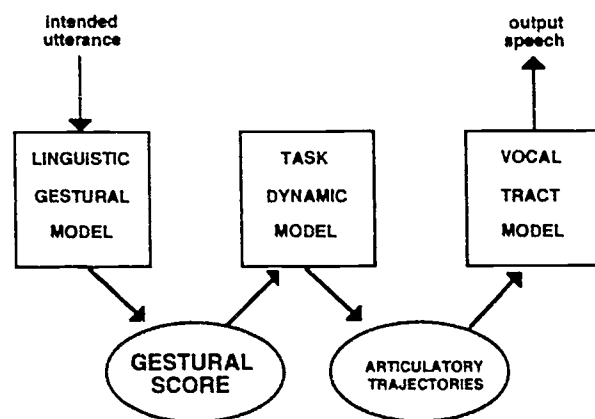 intended
utterance
output
speech
LINGUISTIC
GESTURAL
MODEL
TASK
DYNAMIC
MODEL
VOCAL
TRACT
MODEL
GESTURAL
SCORE
ARTICULATORY
TRAJECTORIES